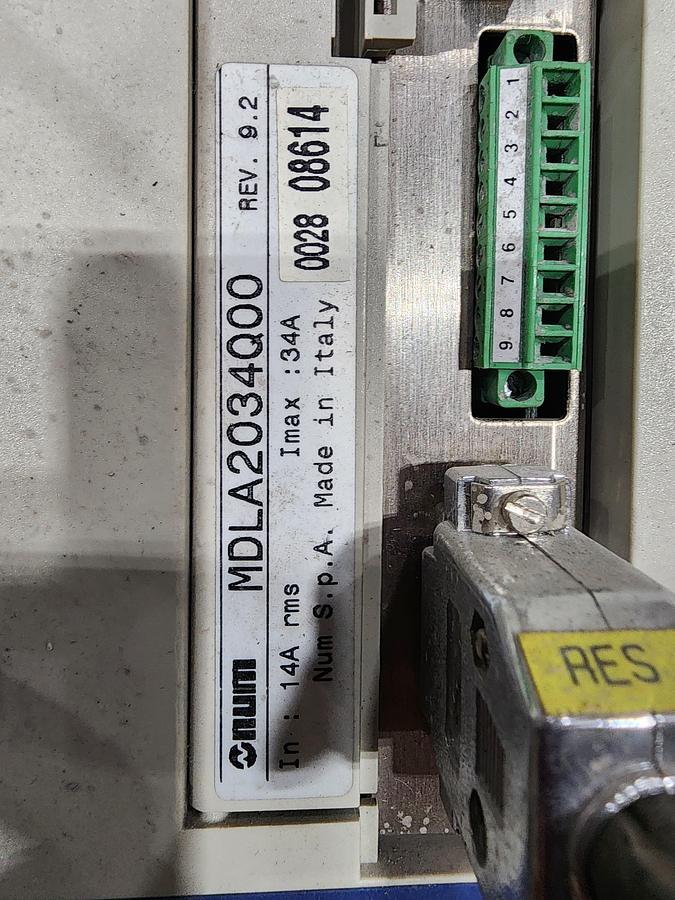 num MDLA2034Q00 REV. 9.2
In : 14A rms Imax :34A
Num S.p.A. Made in Italy
0028 08614
1
2
3
4
5
6
7
8
9
RES